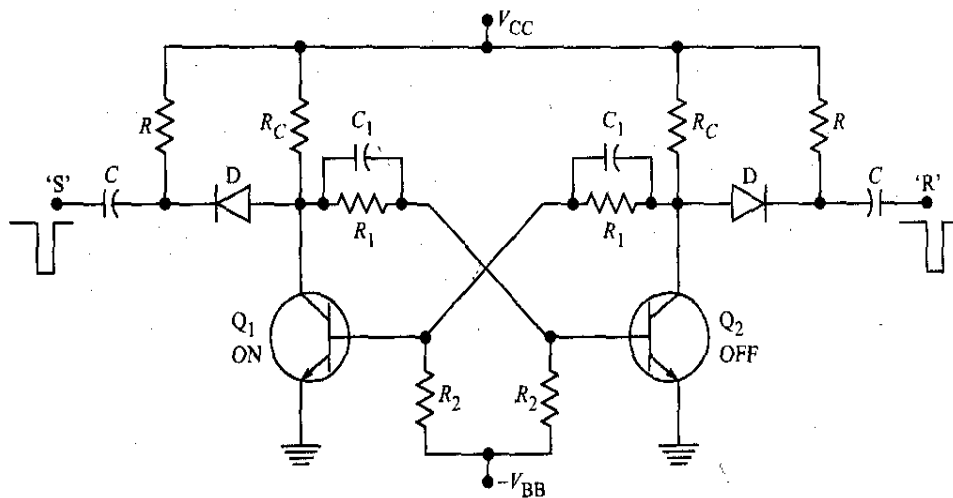 V_CC
R
R_C
C_1
C_1
R_C
R
'S'
C
D
D
C
'R'
R_1
R_1
Q_1
ON
Q_2
OFF
R_2
R_2
-V_BB